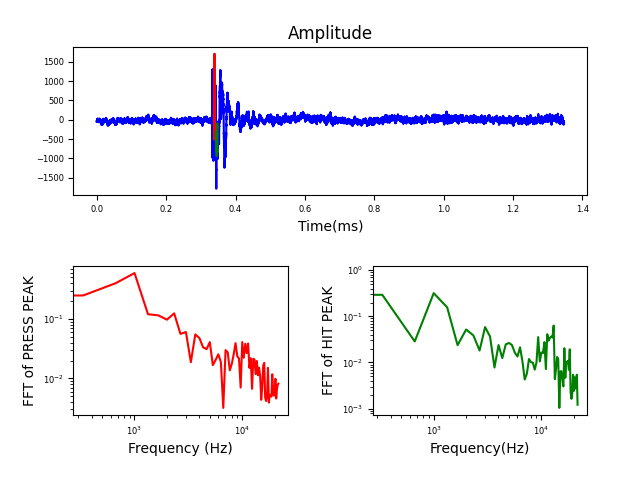 Amplitude
1500
1000
500
0
−500
−1000
−1500
0.0 0.2 0.4 0.6 0.8 1.0 1.2 1.4
Time(ms)
FFT of PRESS PEAK
10⁻¹
10⁻²
10³ 10⁴
Frequency (Hz)
FFT of HIT PEAK
10⁰
10⁻¹
10⁻²
10⁻³
10³ 10⁴
Frequency(Hz)